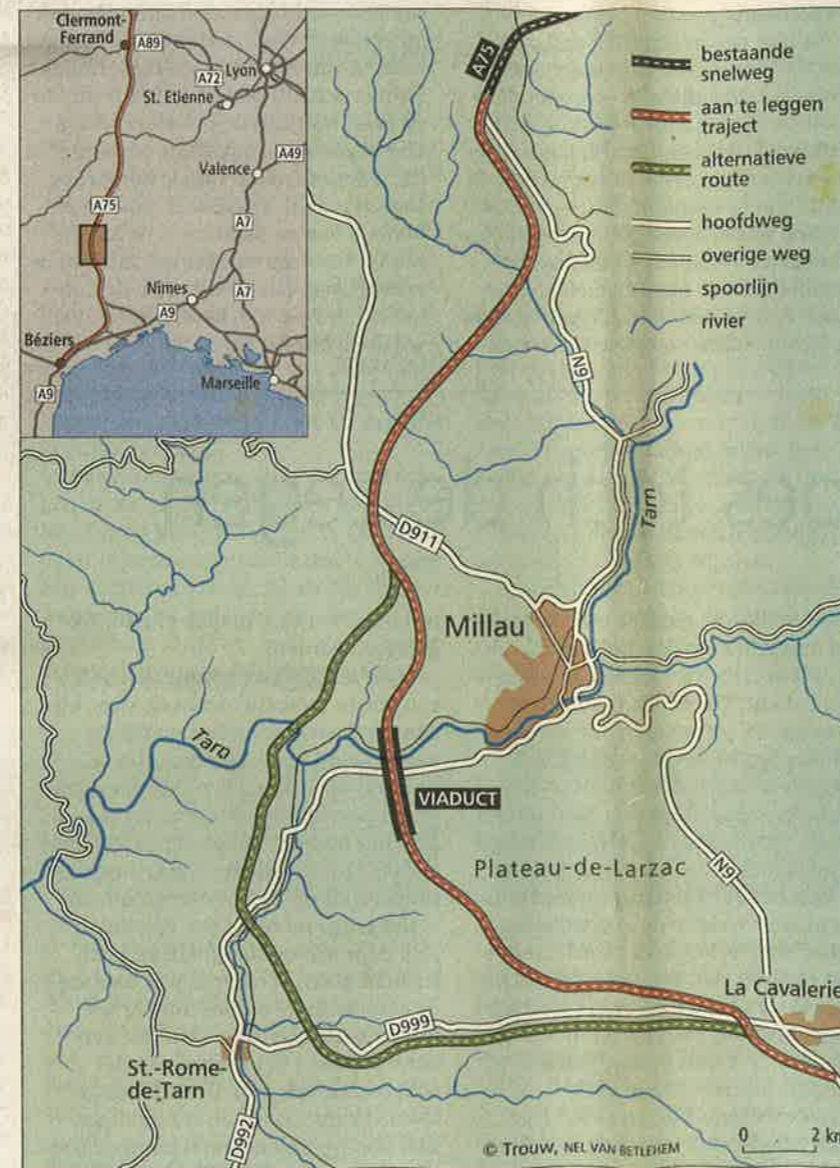 Clermont-
Ferrand
A89
A72
Lyon
St. Etienne
Valence
A49
A75
A7
Nimes
A7
A9
Béziers
A9
Marseille
A75
bestaande
snelweg
aan te leggen
traject
alternatieve
route
hoofdweg
overige weg
spoorlijn
rivier
N9
Tarn
D911
Millau
Tarn
VIADUCT
Plateau-de-Larzac
N9
La Cavalerie
D999
St.-Rome-
de-Tarn
D992
© Trouw, NEL VAN BETLEHEM
0 2 km